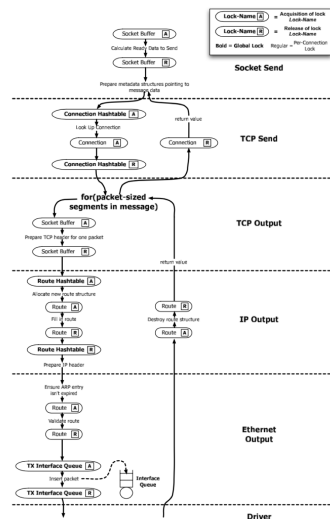 Lock-Name A = Acquisition of lock Lock-Name
Lock-Name R = Release of lock Lock-Name
Bold = Global Lock Regular = Per-Connection Lock
Socket Buffer A
Calculate Ready Data to Send
Socket Buffer R
Prepare metadata structures pointing to message data
Socket Send
Connection Hashtable A
Look Up Connection
Connection A
Connection Hashtable R
return value
Connection R
TCP Send
for(packet-sized segments in message)
Socket Buffer A
Prepare TCP header for one packet
Socket Buffer R
TCP Output
return value
Route Hashtable A
Allocate new route structure
Route A
Fill in route
Route R
Route Hashtable R
Prepare IP header
Route R
Destroy route structure
Route A
IP Output
Ensure ARP entry isn't expired
Route A
Validate route
Route R
TX Interface Queue A
Insert packet
TX Interface Queue R
Interface Queue
Ethernet Output
Driver